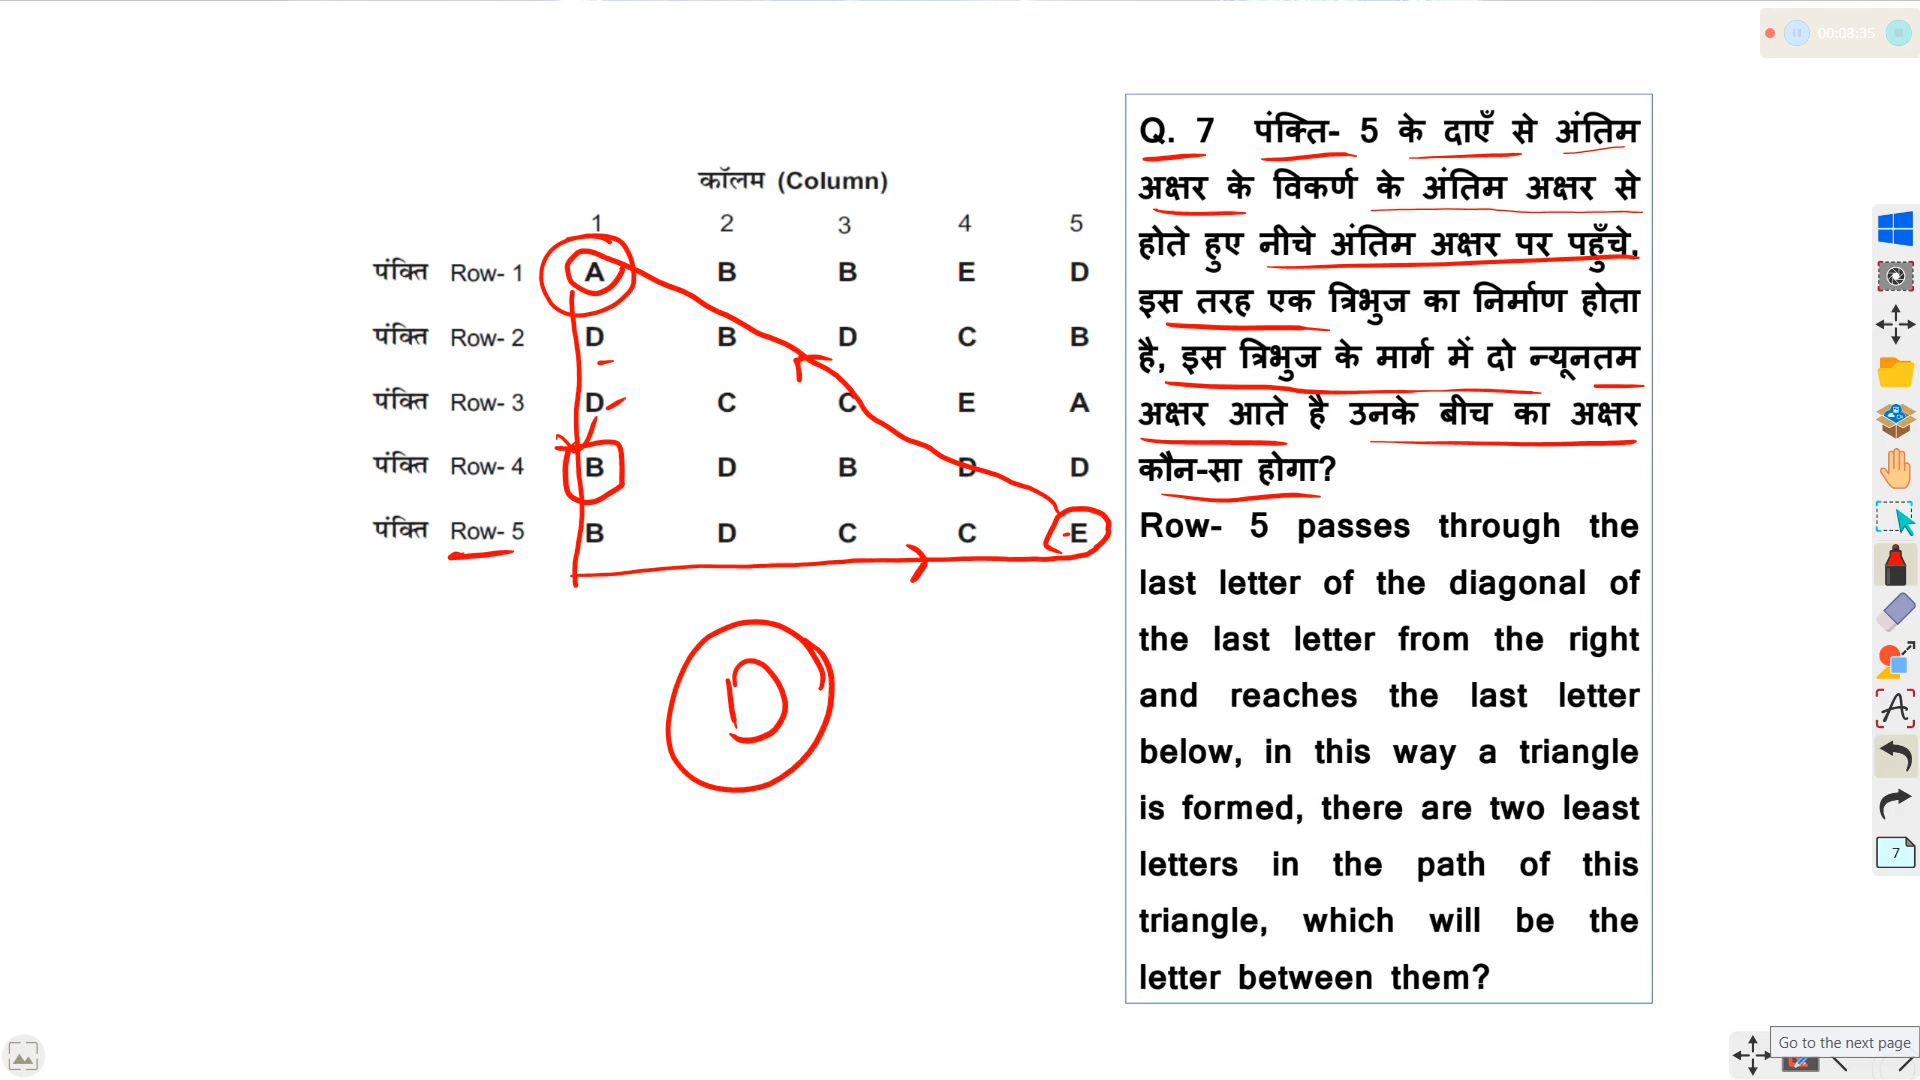 00:08:35
कॉलम (Column)
1 2 3 4 5
पंक्ति Row- 1 A B B E D
पंक्ति Row- 2 D B D C B
पंक्ति Row- 3 D C C E A
पंक्ति Row- 4 B D B D D
पंक्ति Row- 5 B D C C E
D
Q. 7 पंक्ति- 5 के दाएँ से अंतिम
अक्षर के विकर्ण के अंतिम अक्षर से
होते हुए नीचे अंतिम अक्षर पर पहुँचे,
इस तरह एक त्रिभुज का निर्माण होता
है, इस त्रिभुज के मार्ग में दो न्यूनतम
अक्षर आते है उनके बीच का अक्षर
कौन-सा होगा?
Row- 5 passes through the
last letter of the diagonal of
the last letter from the right
and reaches the last letter
below, in this way a triangle
is formed, there are two least
letters in the path of this
triangle, which will be the
letter between them?
7
Go to the next page